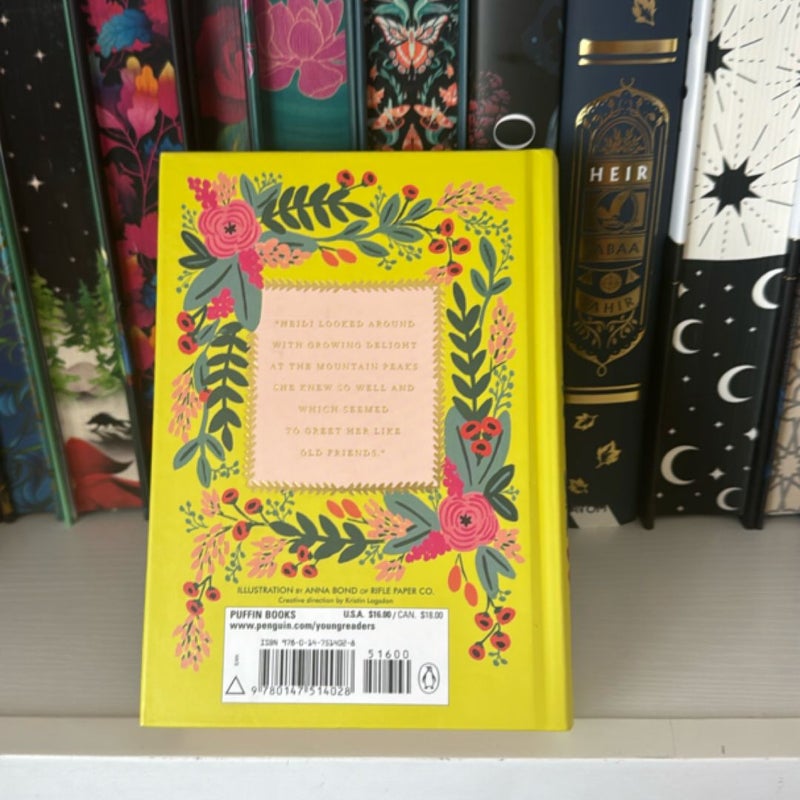 HEIR
SABAA
TAHIR
"HEIDI LOOKED AROUND
WITH GROWING DELIGHT
AT THE MOUNTAIN PEAKS
SHE KNEW SO WELL AND
WHICH SEEMED
TO GREET HER LIKE
OLD FRIENDS."
ILLUSTRATION BY ANNA BOND OF RIFLE PAPER CO.
Creative direction by Kristin Logsdon
PUFFIN BOOKS U.S.A. $16.00 / CAN. $18.00
www.penguin.com/youngreaders
ISBN 978-0-14-751402-8
51600
9 780147 514028